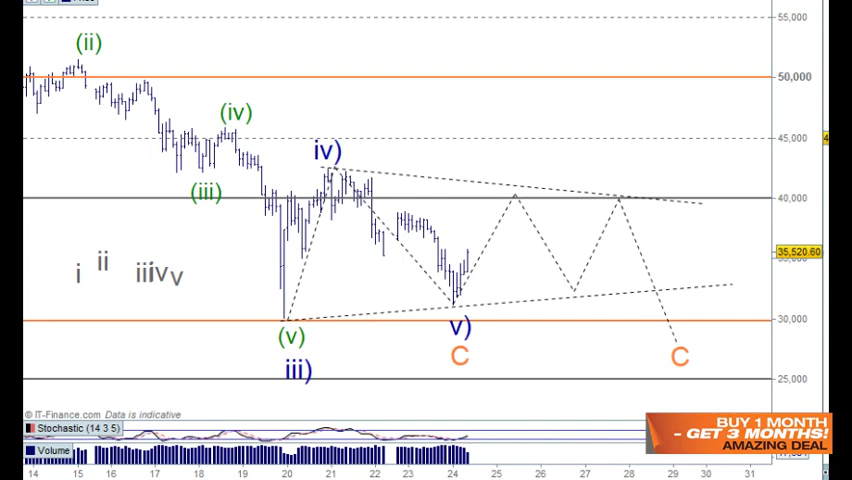 Price
55,000
(ii)
50,000
(iv)
45,000
iv)
(iii)
40,000
35,520.60
i ii iii iv v
30,000
(v)
v)
iii)
C
C
25,000
© IT-Finance.com Data is indicative
Stochastic (14 3 5)
Volume
BUY 1 MONTH
- GET 3 MONTHS!
AMAZING DEAL
14 15 16 17 18 19 20 21 22 23 24 25 26 27 28 29 30 31